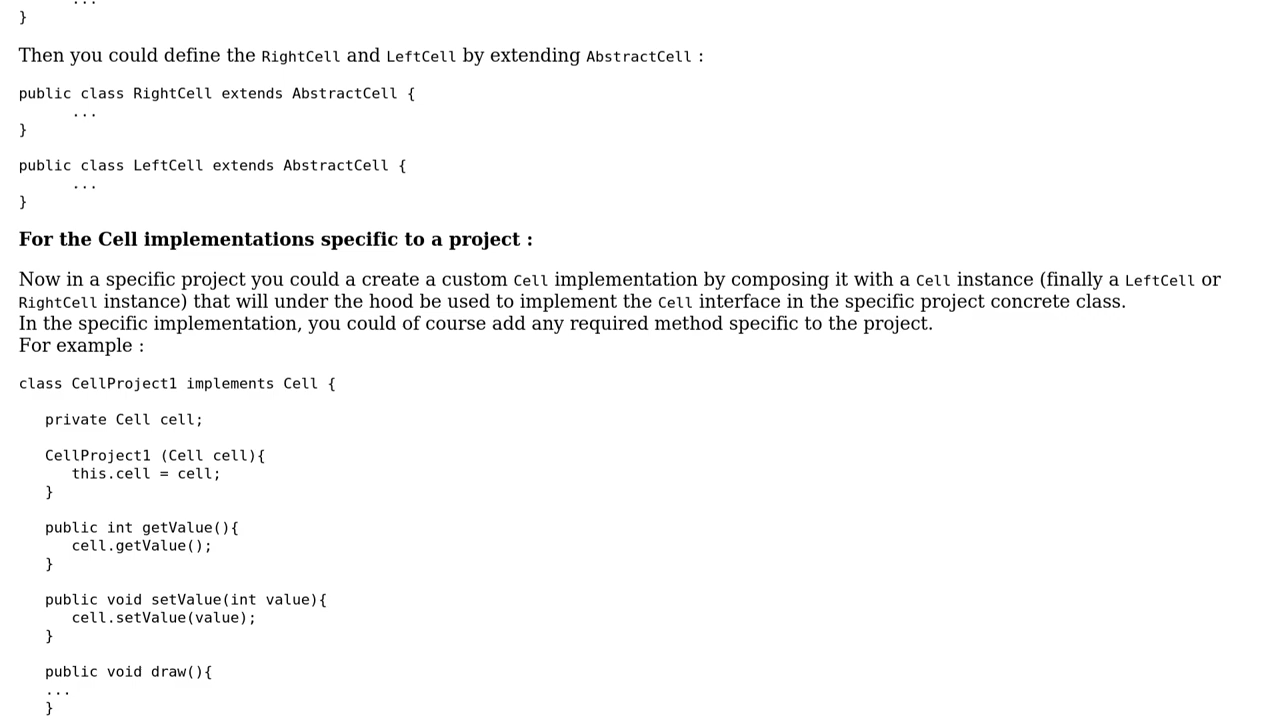 ...
}
Then you could define the RightCell and LeftCell by extending AbstractCell :
public class RightCell extends AbstractCell {
      ...
}
public class LeftCell extends AbstractCell {
      ...
}
For the Cell implementations specific to a project :
Now in a specific project you could a create a custom Cell implementation by composing it with a Cell instance (finally a LeftCell or
RightCell instance) that will under the hood be used to implement the Cell interface in the specific project concrete class.
In the specific implementation, you could of course add any required method specific to the project.
For example :
class CellProject1 implements Cell {
   private Cell cell;
   CellProject1 (Cell cell){
      this.cell = cell;
   }
   public int getValue(){
      cell.getValue();
   }
   public void setValue(int value){
      cell.setValue(value);
   }
   public void draw(){
   ...
   }